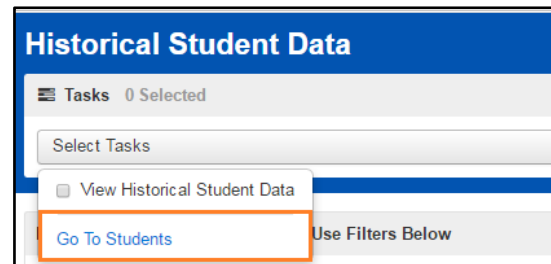 Historical Student Data
Tasks 0 Selected
Select Tasks
View Historical Student Data
Go To Students
Use Filters Below